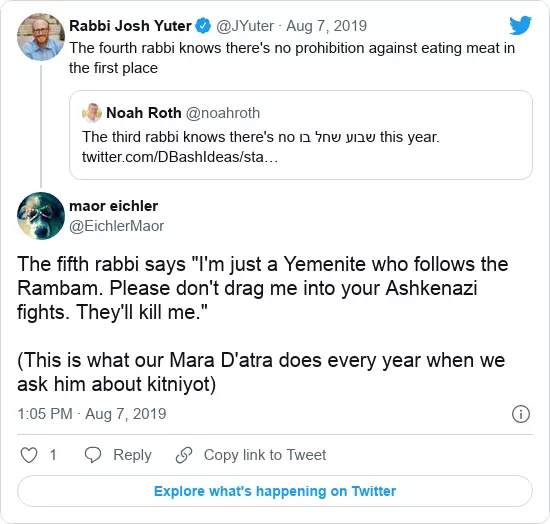 Rabbi Josh Yuter @JYuter · Aug 7, 2019
The fourth rabbi knows there's no prohibition against eating meat in
the first place
Noah Roth @noahroth
The third rabbi knows there's no שבוע שחל בו this year.
twitter.com/DBashIdeas/sta…
maor eichler
@EichlerMaor
The fifth rabbi says "I'm just a Yemenite who follows the
Rambam. Please don't drag me into your Ashkenazi
fights. They'll kill me."
(This is what our Mara D'atra does every year when we
ask him about kitniyot)
1:05 PM · Aug 7, 2019
1 Reply Copy link to Tweet
Explore what's happening on Twitter